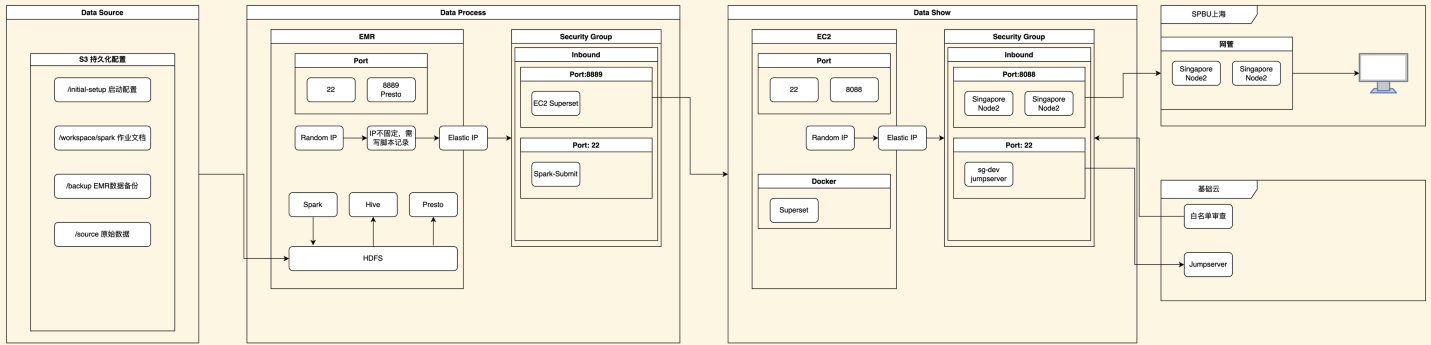 Data Source
S3 持久化配置
/initial-setup 启动配置
/workspace/spark 作业文档
/backup EMR数据备份
/source 原始数据
Data Process
EMR
Port
22
8889
Presto
Random IP
IP不固定，需
写脚本记录
Elastic IP
Spark
Hive
Presto
HDFS
Security Group
Inbound
Port:8889
EC2 Superset
Port: 22
Spark-Submit
Data Show
EC2
Port
22
8088
Random IP
Elastic IP
Docker
Superset
Security Group
Inbound
Port:8088
Singapore
Node2
Singapore
Node2
Port: 22
sg-dev
jumpserver
SPBU上海
网管
Singapore
Node2
Singapore
Node2
基础云
白名单审查
Jumpserver